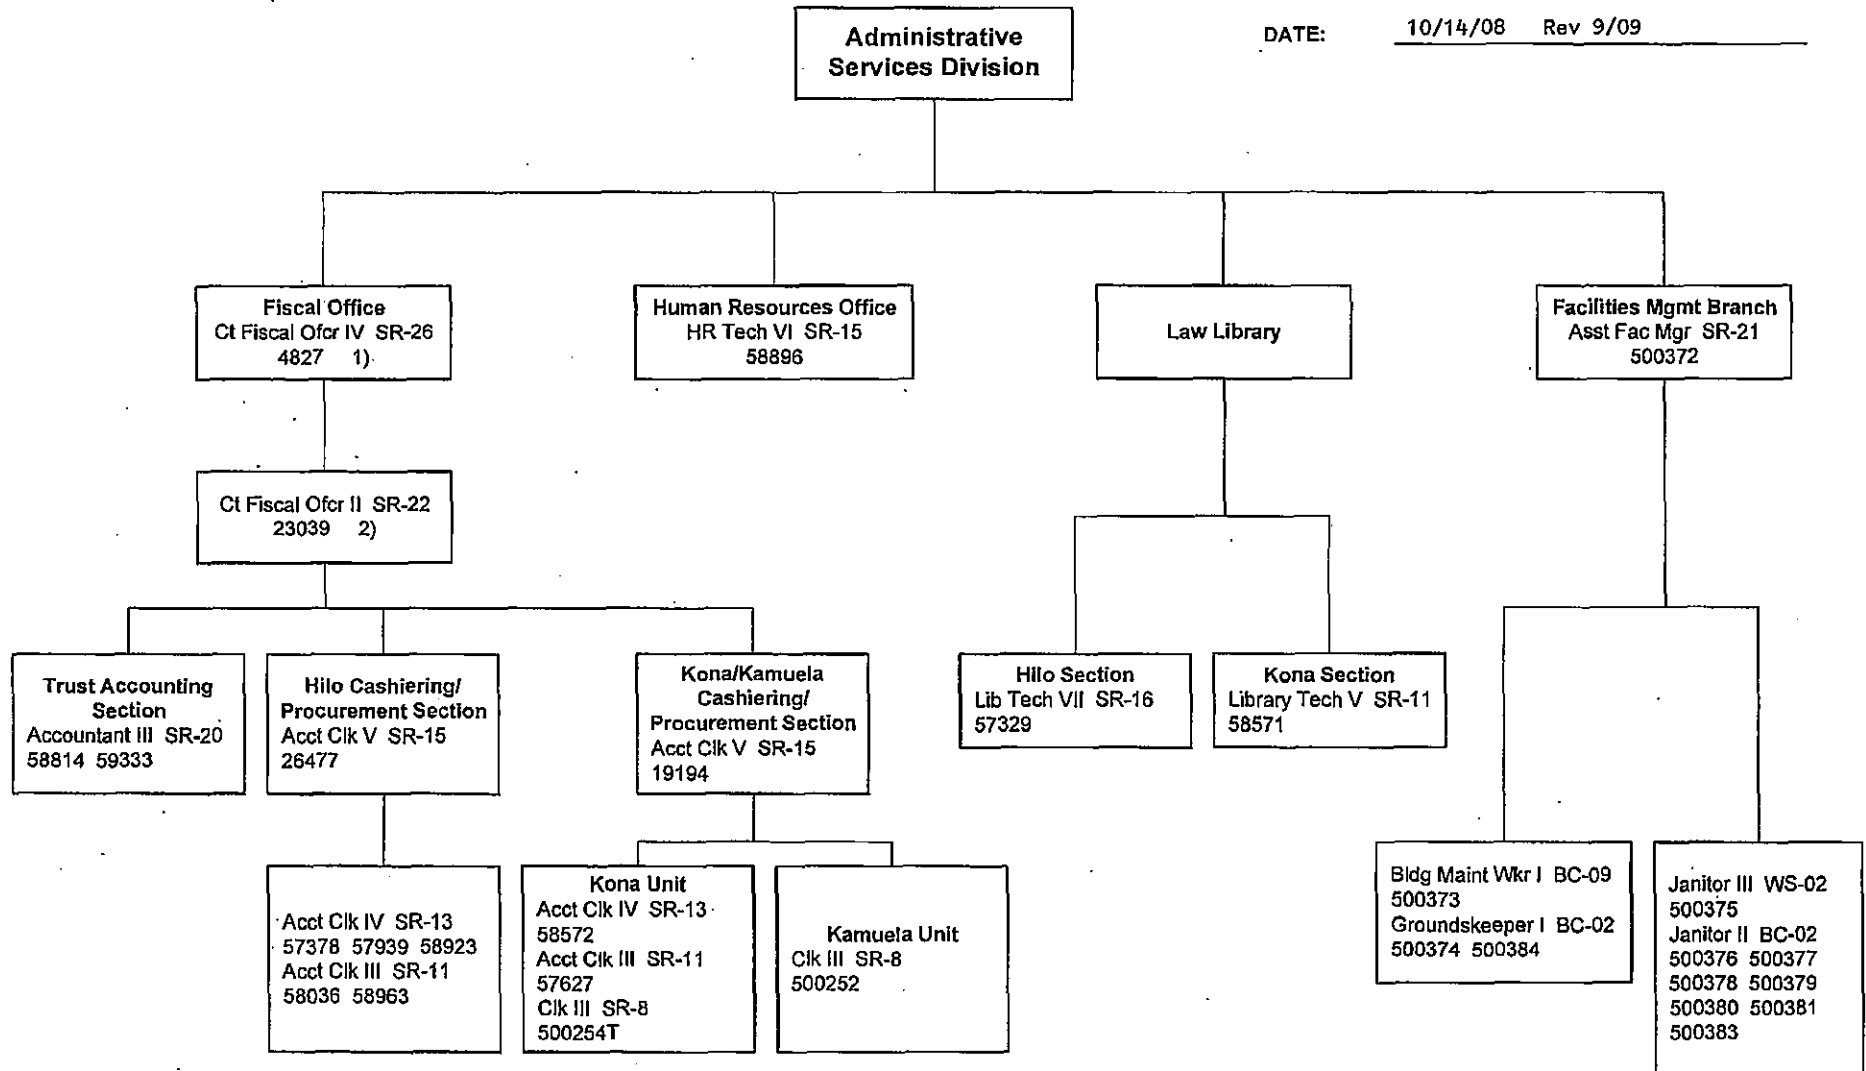 Administrative
Services Division
DATE: 10/14/08 Rev 9/09
Fiscal Office
Ct Fiscal Ofcr IV SR-26
4827 1)
Human Resources Office
HR Tech VI SR-15
58896
Law Library
Facilities Mgmt Branch
Asst Fac Mgr SR-21
500372
Ct Fiscal Ofcr II SR-22
23039 2)
Trust Accounting
Section
Accountant III SR-20
58814 59333
Hilo Cashiering/
Procurement Section
Acct Clk V SR-15
26477
Kona/Kamuela
Cashiering/
Procurement Section
Acct Clk V SR-15
19194
Hilo Section
Lib Tech VII SR-16
57329
Kona Section
Library Tech V SR-11
58571
Acct Clk IV SR-13
57378 57939 58923
Acct Clk III SR-11
58036 58963
Kona Unit
Acct Clk IV SR-13
58572
Acct Clk III SR-11
57627
Clk III SR-8
500254T
Kamuela Unit
Clk III SR-8
500252
Bldg Maint Wkr I BC-09
500373
Groundskeeper I BC-02
500374 500384
Janitor III WS-02
500375
Janitor II BC-02
500376 500377
500378 500379
500380 500381
500383